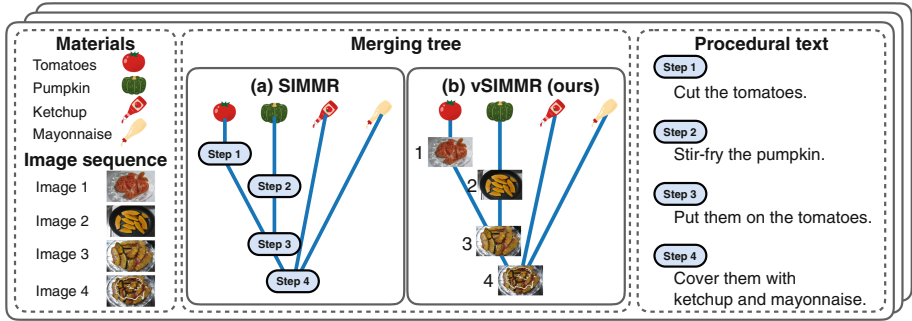 Materials
Tomatoes
Pumpkin
Ketchup
Mayonnaise
Image sequence
Image 1
Image 2
Image 3
Image 4
Merging tree
(a) SIMMR
Step 1
Step 2
Step 3
Step 4
(b) vSIMMR (ours)
1
2
3
4
Procedural text
Step 1
Cut the tomatoes.
Step 2
Stir-fry the pumpkin.
Step 3
Put them on the tomatoes.
Step 4
Cover them with
ketchup and mayonnaise.